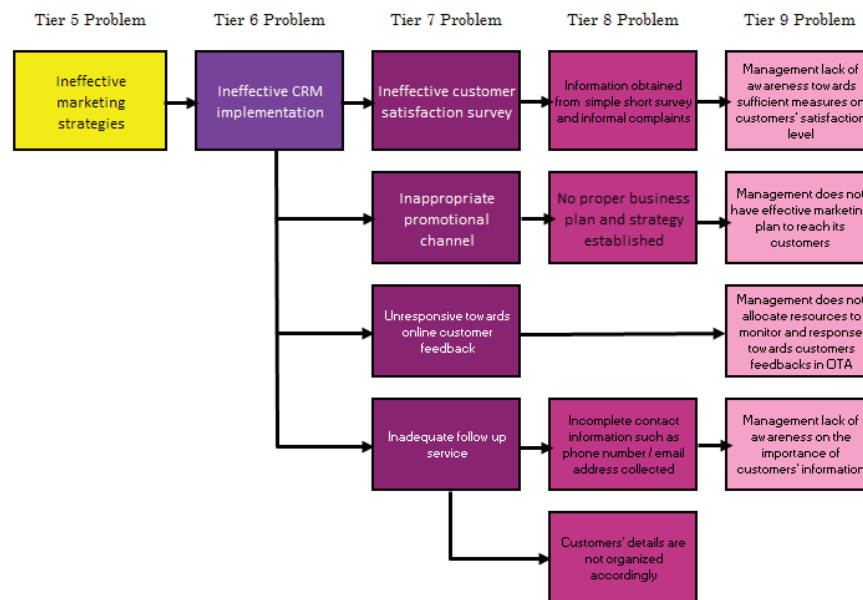 Tier 5 Problem
Tier 6 Problem
Tier 7 Problem
Tier 8 Problem
Tier 9 Problem
Ineffective
marketing
strategies
Ineffective CRM
implementation
Ineffective customer
satisfaction survey
Information obtained
from simple short survey
and informal complaints
Management lack of
awareness towards
sufficient measures on
customers' satisfaction
level
Inappropriate
promotional
channel
No proper business
plan and strategy
established
Management does not
have effective marketing
plan to reach its
customers
Unresponsive towards
online customer
feedback
Management does not
allocate resources to
monitor and response
towards customers
feedbacks in OTA
Inadequate follow up
service
Incomplete contact
information such as
phone number / email
address collected
Management lack of
awareness on the
importance of
customers' information
Customers' details are
not organized
accordingly